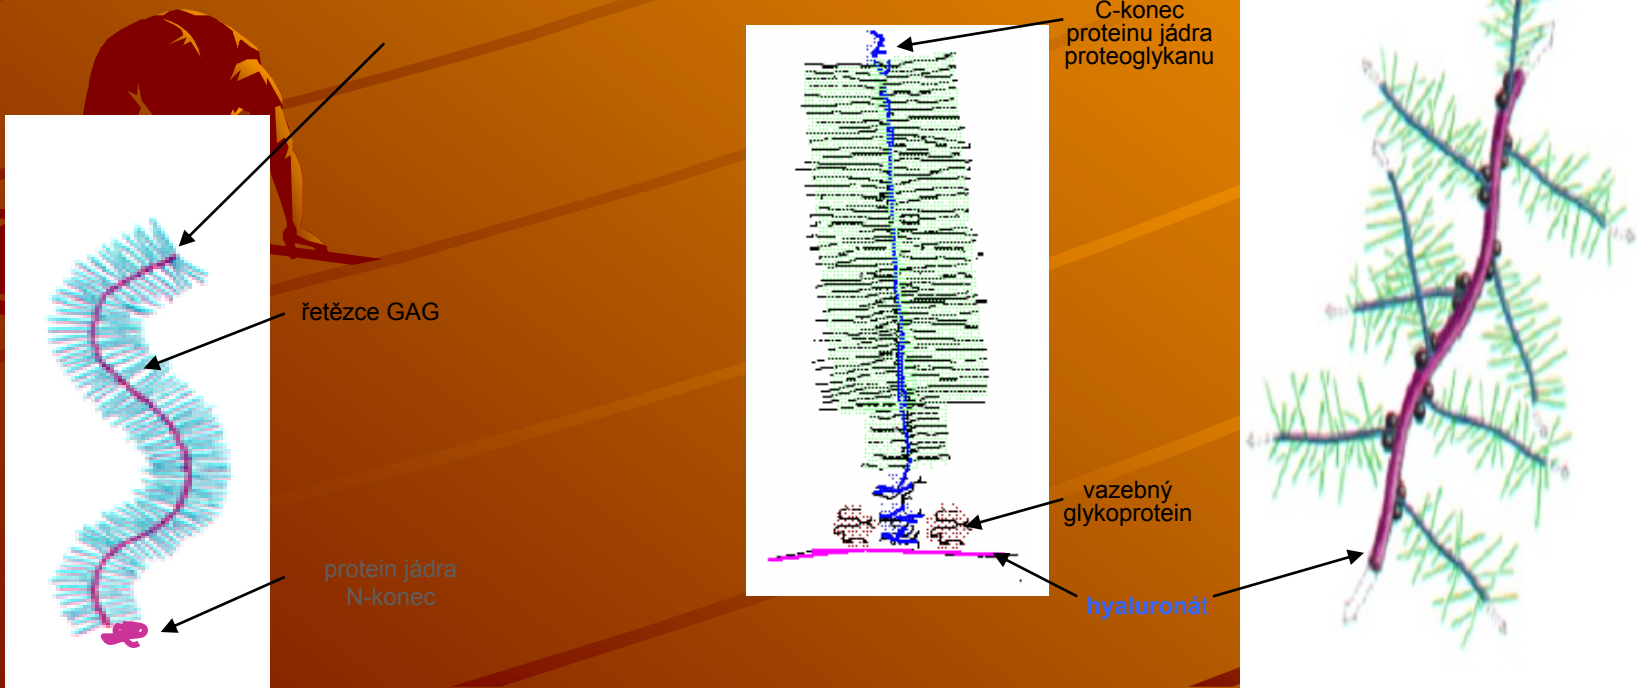 C-konec
proteinu jádra
proteoglykanu
řetězce GAG
vazebný
glykoprotein
protein jádra
N-konec
hyaluronát